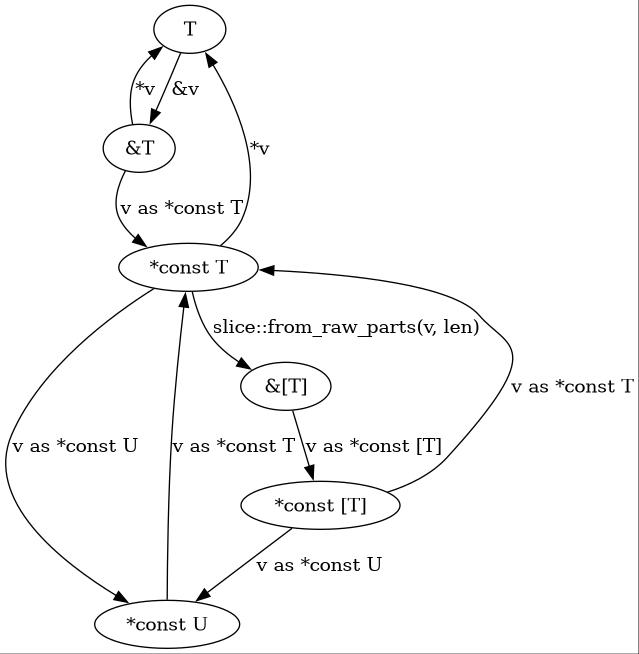 T
*v
&v
&T
*v
v as *const T
*const T
slice::from_raw_parts(v, len)
&[T]
v as *const T
v as *const U
v as *const T
v as *const [T]
*const [T]
v as *const U
*const U